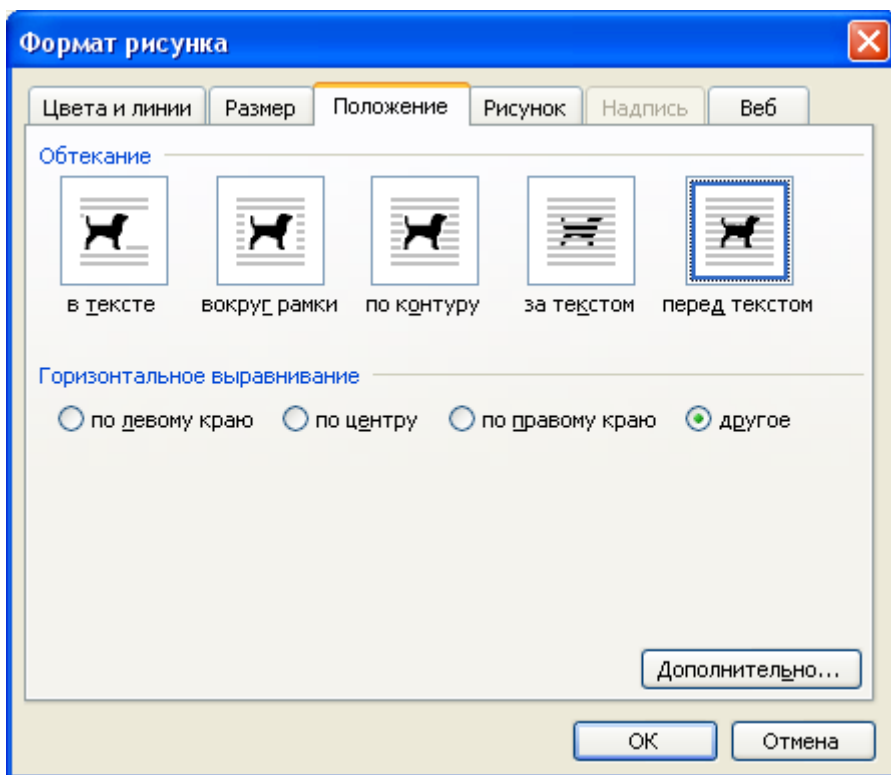 Формат рисунка
Цвета и линии Размер Положение Рисунок Надпись Веб
Обтекание
в тексте вокруг рамки по контуру за текстом перед текстом
Горизонтальное выравнивание
по левому краю по центру по правому краю другое
Дополнительно...
ОК Отмена